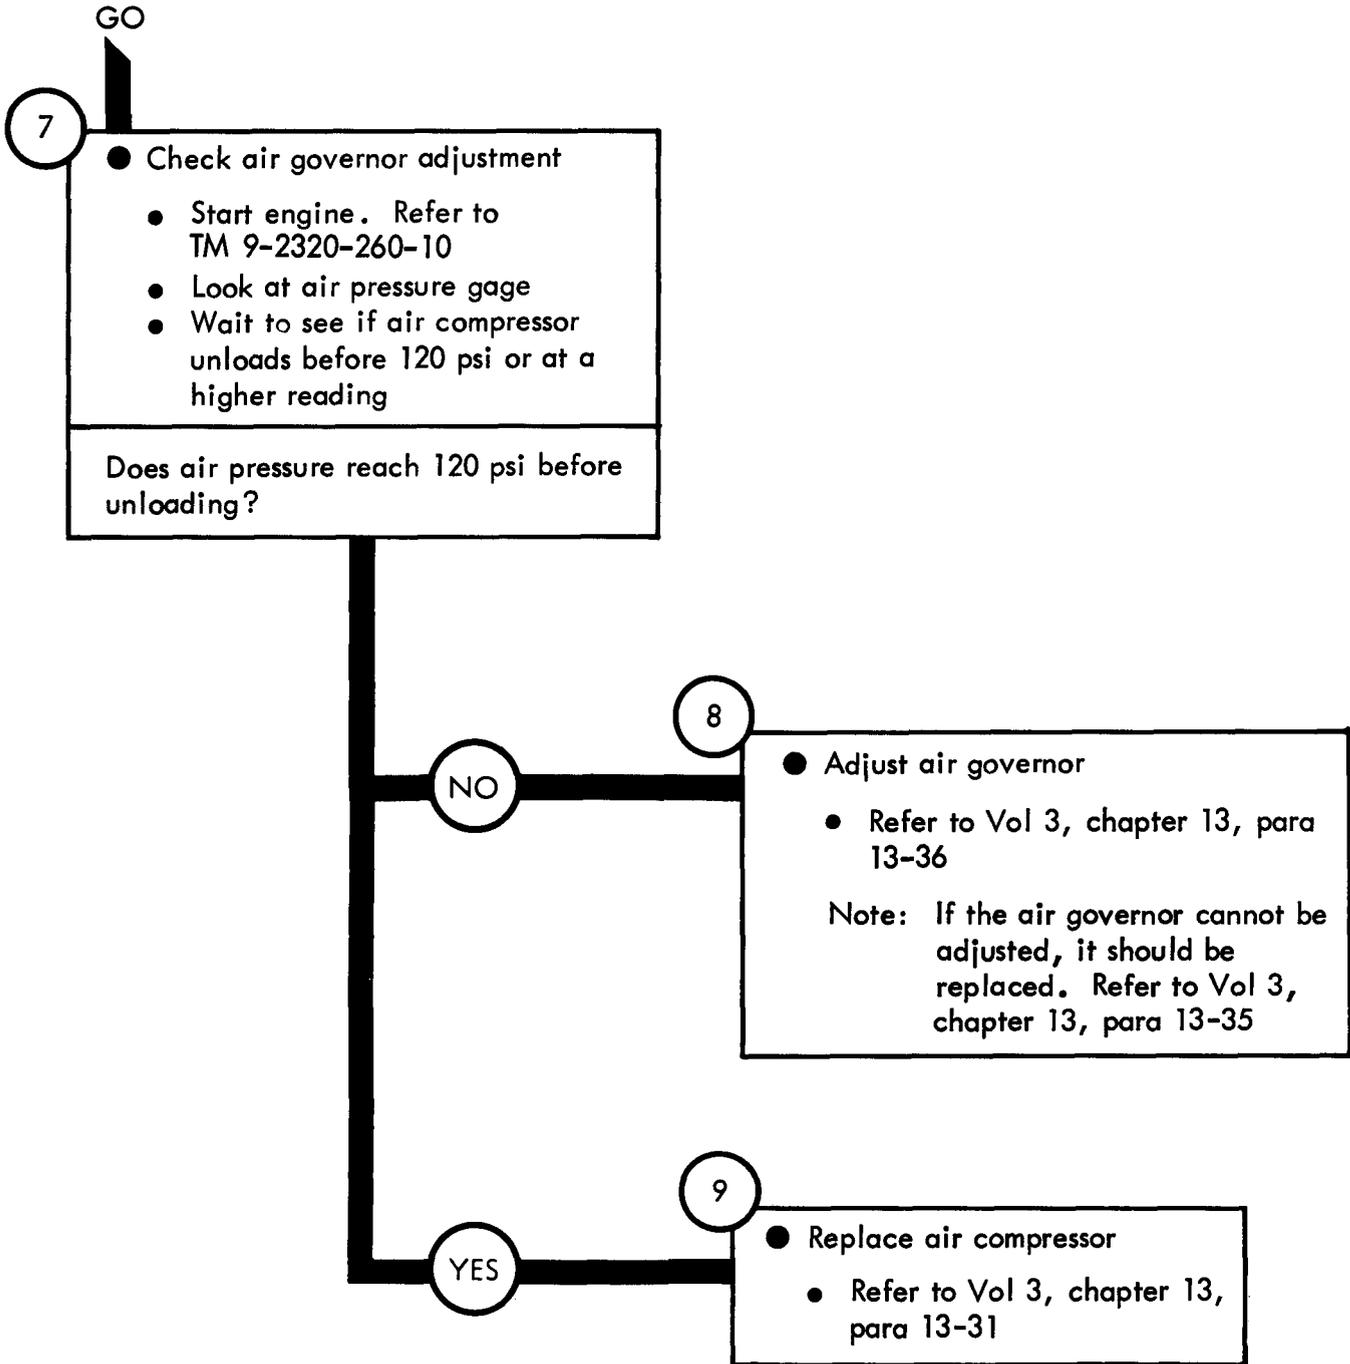 GO
7
● Check air governor adjustment
● Start engine. Refer to
TM 9-2320-260-10
● Look at air pressure gage
● Wait to see if air compressor
unloads before 120 psi or at a
higher reading
Does air pressure reach 120 psi before
unloading?
8
NO
● Adjust air governor
● Refer to Vol 3, chapter 13, para
13-36
Note: If the air governor cannot be
adjusted, it should be
replaced. Refer to Vol 3,
chapter 13, para 13-35
9
YES
● Replace air compressor
● Refer to Vol 3, chapter 13,
para 13-31